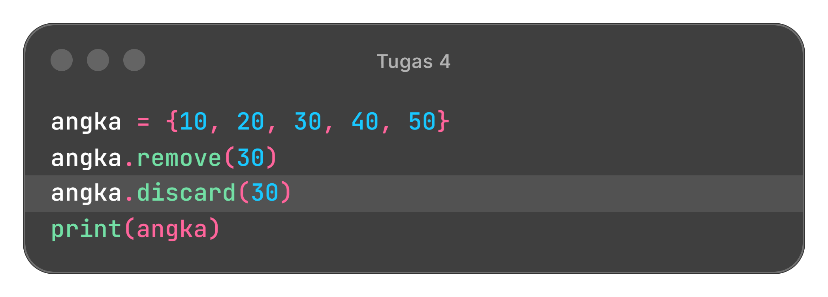 Tugas 4
angka = {10, 20, 30, 40, 50}
angka.remove(30)
angka.discard(30)
print(angka)